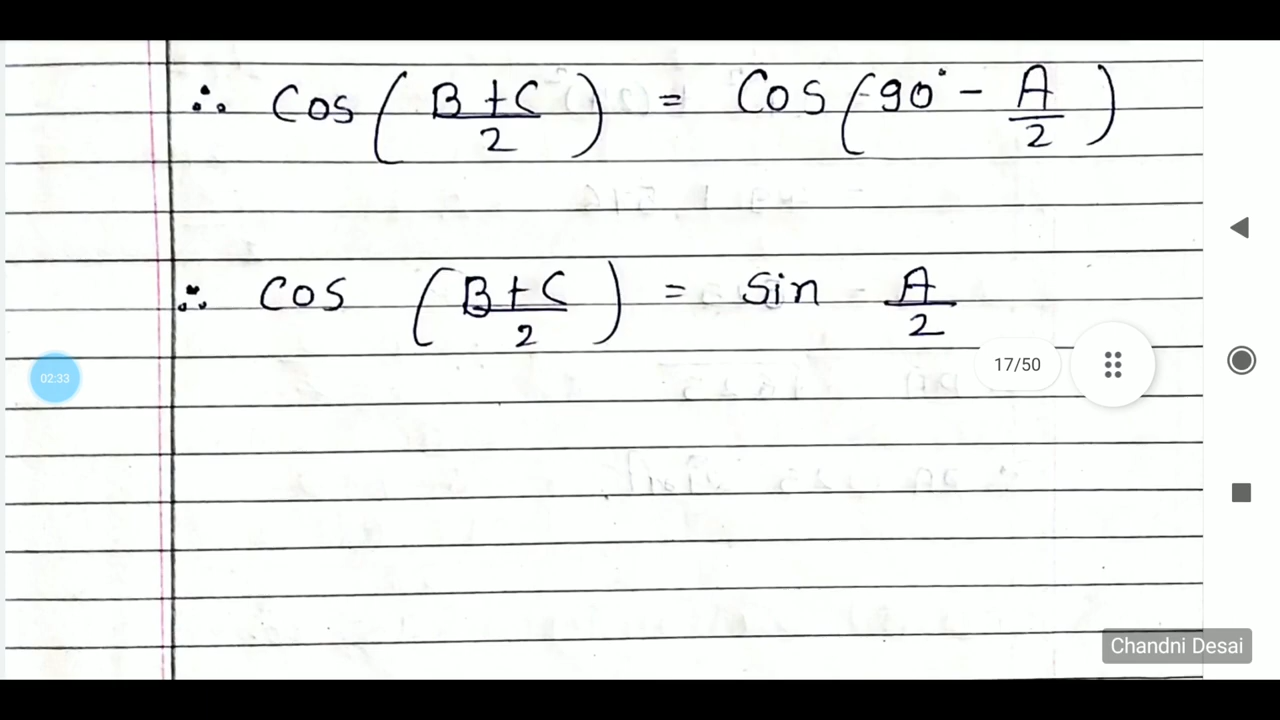 ∴ Cos(B+C/2) = Cos(90° - A/2)
∴ Cos (B+C/2) = Sin A/2
02:33
17/50
Chandni Desai